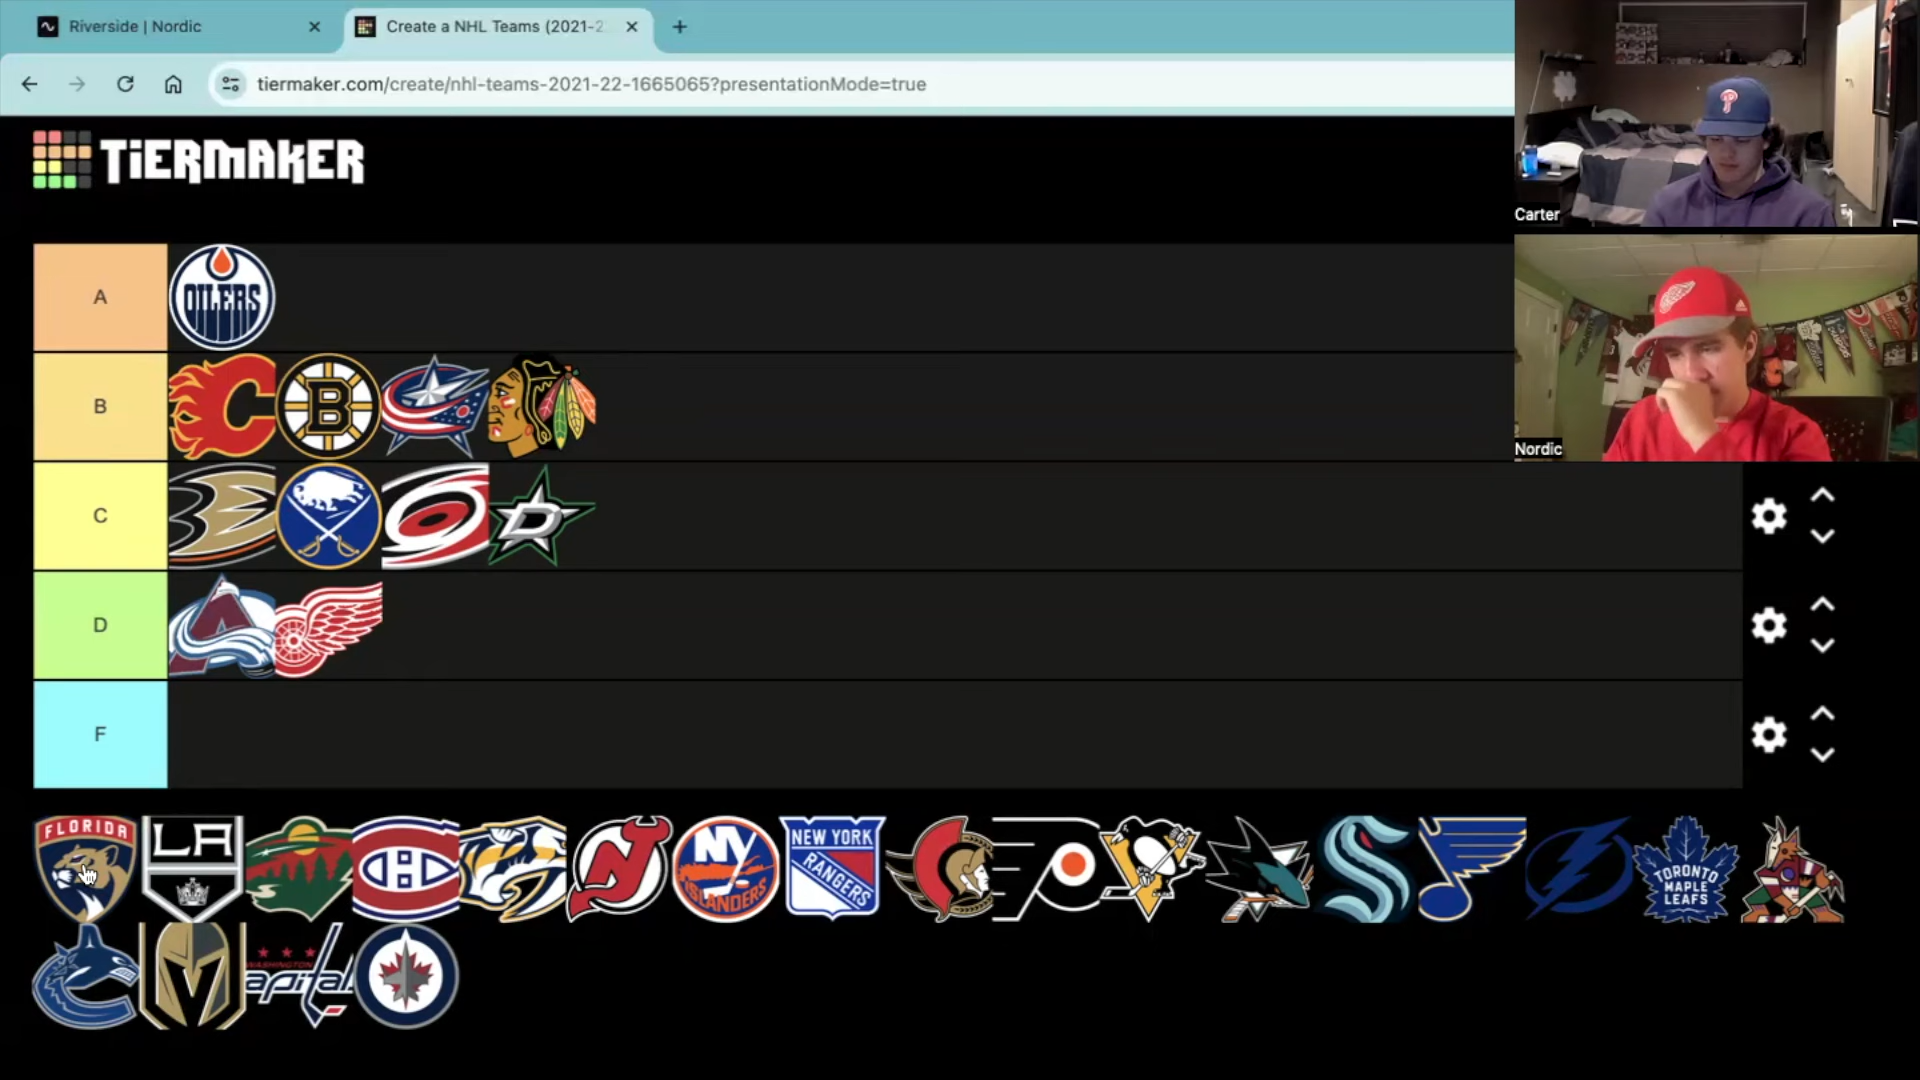 Riverside | Nordic
Create a NHL Teams (2021-2
tiermaker.com/create/nhl-teams-2021-22-1665065?presentationMode=true
TiERMAKER
Carter
Nordic
A
OILERS
B
C
B
C
D
D
A
F
FLORIDA
LA
NY
ISLANDERS
NEW YORK
RANGERS
TORONTO
MAPLE
LEAFS
WASHINGTON
capitals